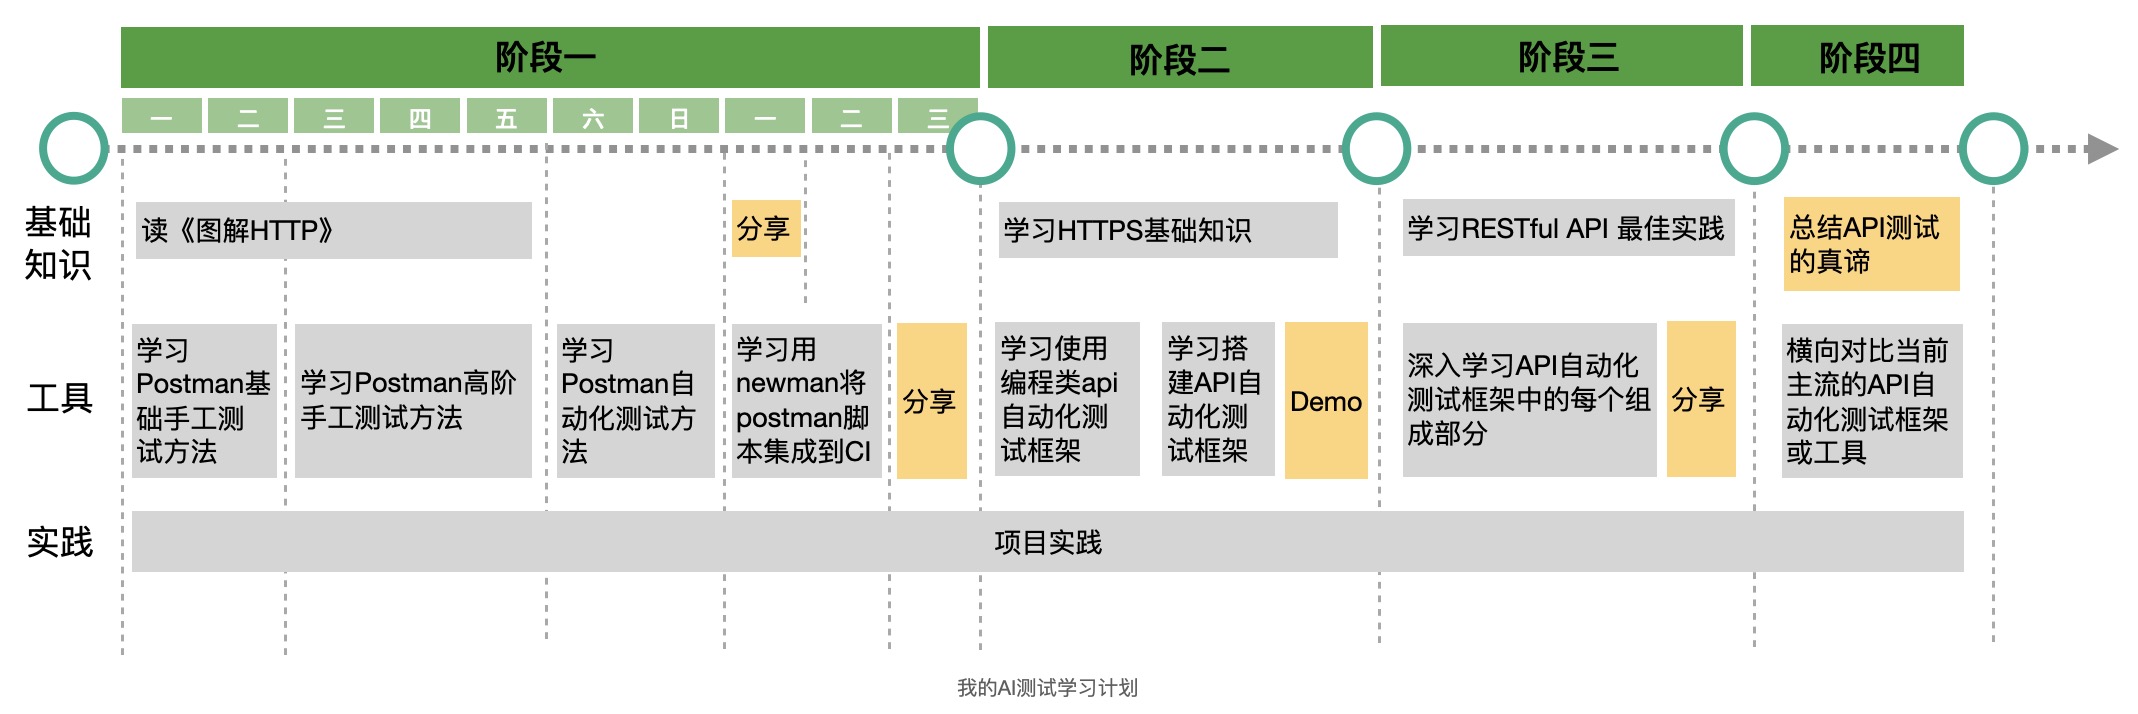 阶段一
阶段二
阶段三
阶段四
一
二
三
四
五
六
日
一
二
三
基础
知识
读《图解HTTP》
分享
学习HTTPS基础知识
学习RESTful API 最佳实践
总结API测试
的真谛
工具
学习
Postman基
础手工测
试方法
学习Postman高阶
手工测试方法
学习
Postman自
动化测试方
法
学习用
newman将
postman脚
本集成到CI
分享
学习使用
编程类api
自动化测
试框架
学习搭
建API自
动化测
试框架
Demo
深入学习API自动化
测试框架中的每个组
成部分
分享
横向对比当前
主流的API自
动化测试框架
或工具
实践
项目实践
我的AI测试学习计划